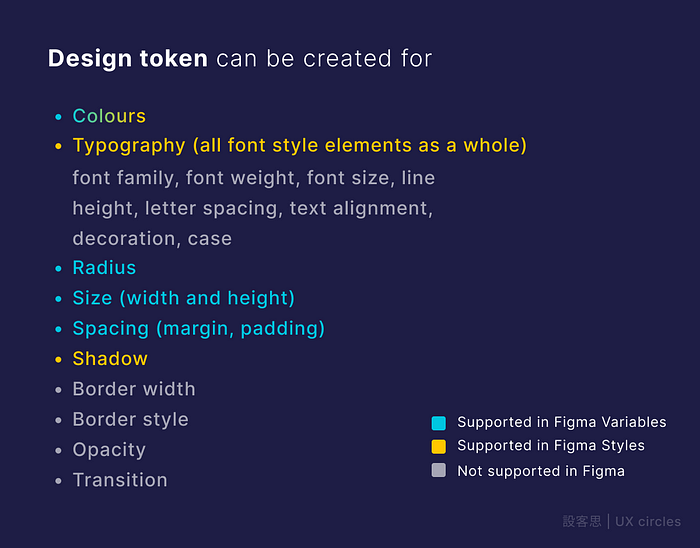 Design token can be created for
• Colours
• Typography (all font style elements as a whole)
font family, font weight, font size, line
height, letter spacing, text alignment,
decoration, case
• Radius
• Size (width and height)
• Spacing (margin, padding)
• Shadow
• Border width
• Border style
• Opacity
• Transition
Supported in Figma Variables
Supported in Figma Styles
Not supported in Figma
設客思 | UX circles